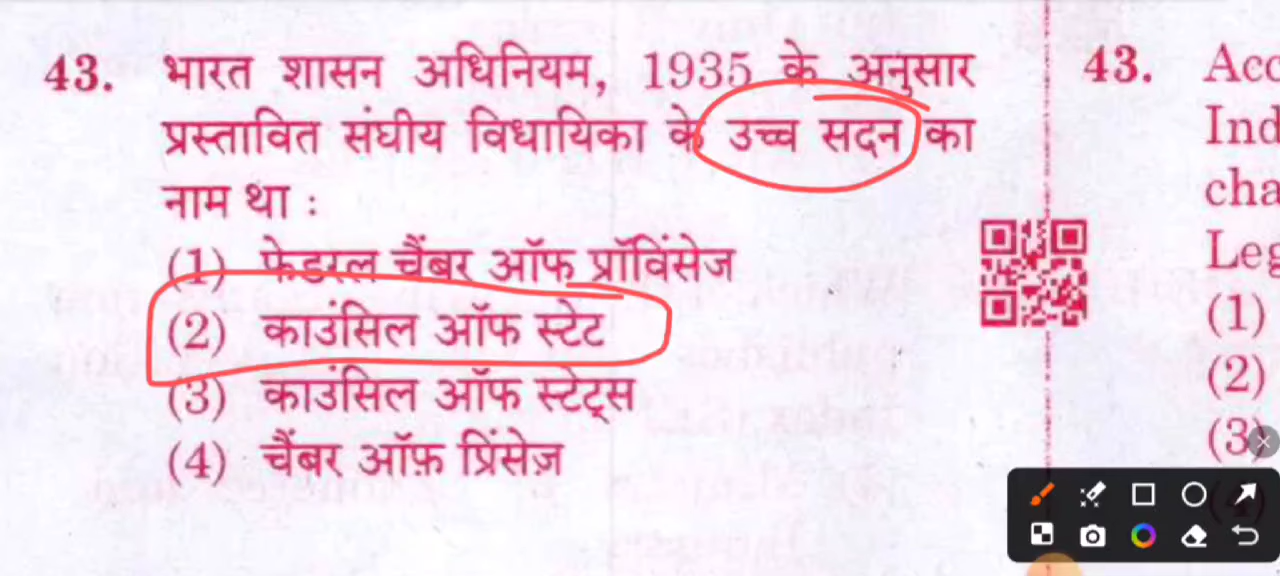 43. भारत शासन अधिनियम, 1935 के अनुसार
प्रस्तावित संघीय विधायिका के उच्च सदन का
नाम था :
(1) फेडरल चैंबर ऑफ प्रॉविंसेज
(2) काउंसिल ऑफ स्टेट
(3) काउंसिल ऑफ स्टेट्स
(4) चैंबर ऑफ़ प्रिंसेज़
43. Acc
Ind
cha
Leg
(1)
(2)
(3)
(4)